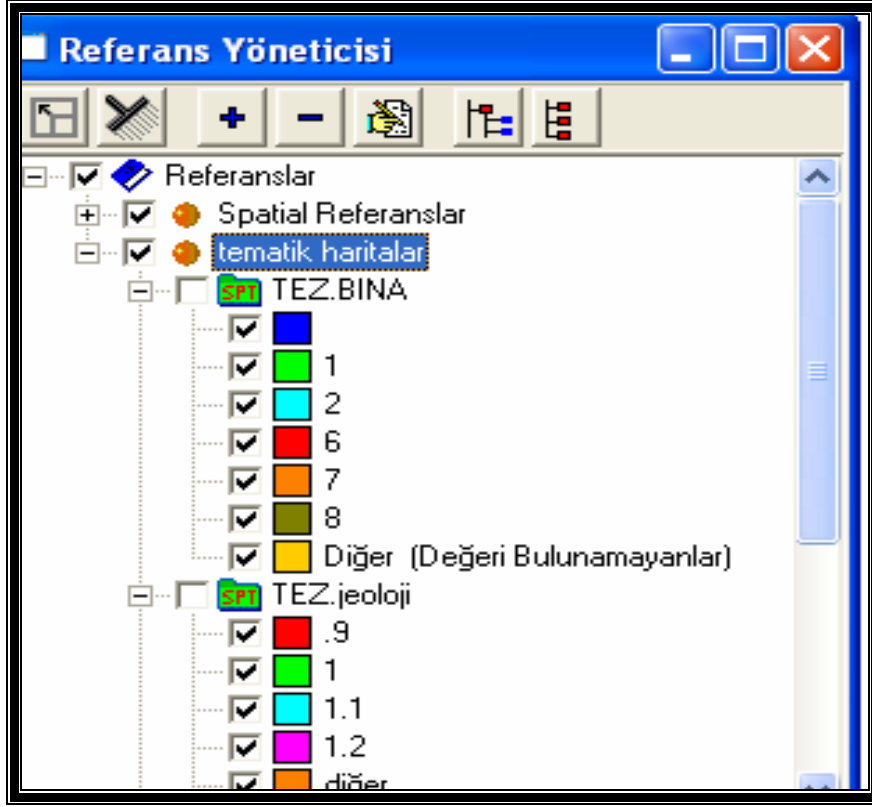 Referans Yöneticisi
Referanslar
Spatial Referanslar
tematik haritalar
SPT TEZ.BINA
1
2
6
7
8
Diğer (Değeri Bulunamayanlar)
SPT TEZ.jeoloji
.9
1
1.1
1.2
diğer